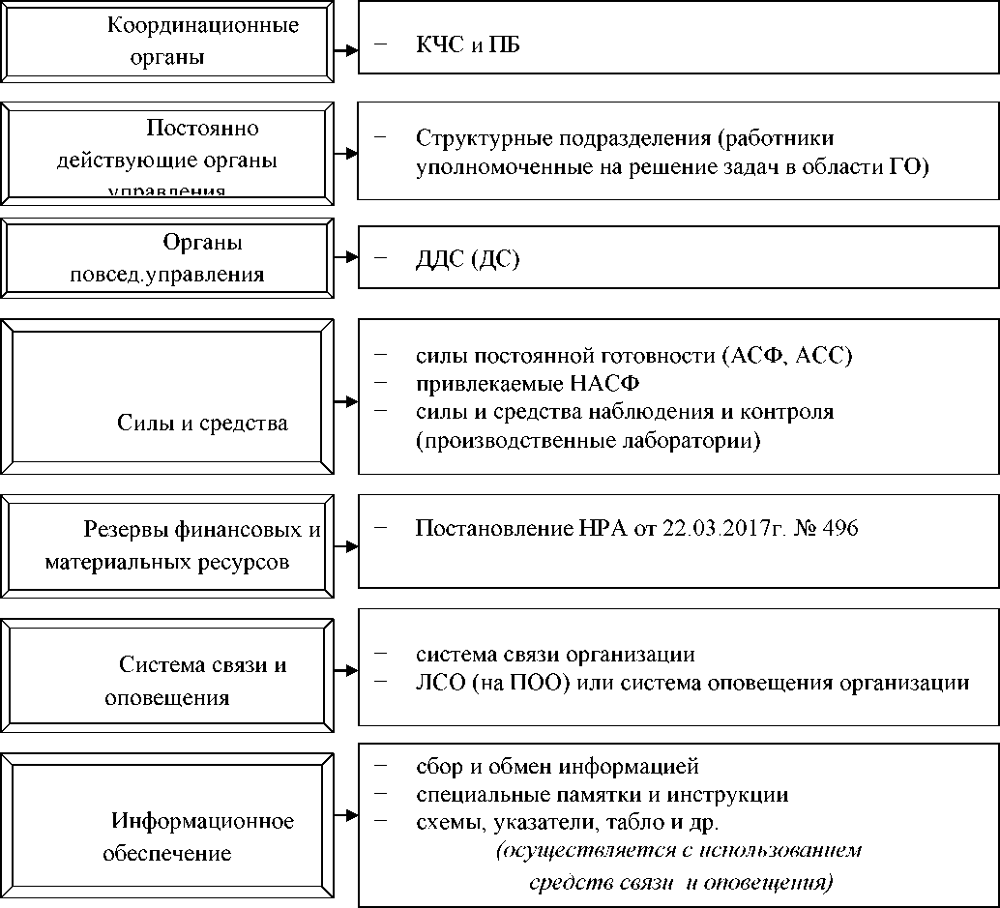 Координационные
органы
– КЧС и ПБ
Постоянно
действующие органы
управления
– Структурные подразделения (работники
уполномоченные на решение задач в области ГО)
Органы
повсед.управления
– ДДС (ДС)
Силы и средства
– силы постоянной готовности (АСФ, АСС)
– привлекаемые НАСФ
– силы и средства наблюдения и контроля
(производственные лаборатории)
Резервы финансовых и
материальных ресурсов
– Постановление НРА от 22.03.2017г. № 496
Система связи и
оповещения
– система связи организации
– ЛСО (на ПОО) или система оповещения организации
Информационное
обеспечение
– сбор и обмен информацией
– специальные памятки и инструкции
– схемы, указатели, табло и др.
(осуществляется с использованием
средств связи и оповещения)